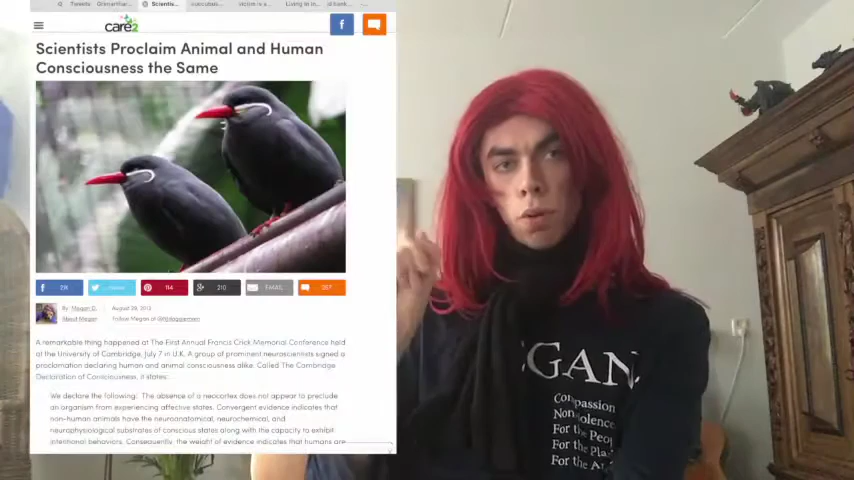 care2
Scientists Proclaim Animal and Human
Consciousness the Same
114
210
EMAIL
By Megan D.
August 28, 2013
About Megan
A remarkable thing happened at The First Annual Francis Crick Memorial Conference held
at the University of Cambridge, July 7 in U.K. A group of prominent neuroscientists signed a
proclamation declaring human and animal consciousness alike. Called The Cambridge
Declaration of Consciousness, it states:
We declare the following: The absence of a neocortex does not appear to preclude
an organism from experiencing affective states. Convergent evidence indicates that
non-human animals have the neuroanatomical, neurochemical, and
neurophysiological substrates of conscious states along with the capacity to exhibit
intentional behaviors. Consequently, the weight of evidence indicates that humans are
GAN
Compassion
Nonviolence
For the
For the
For the